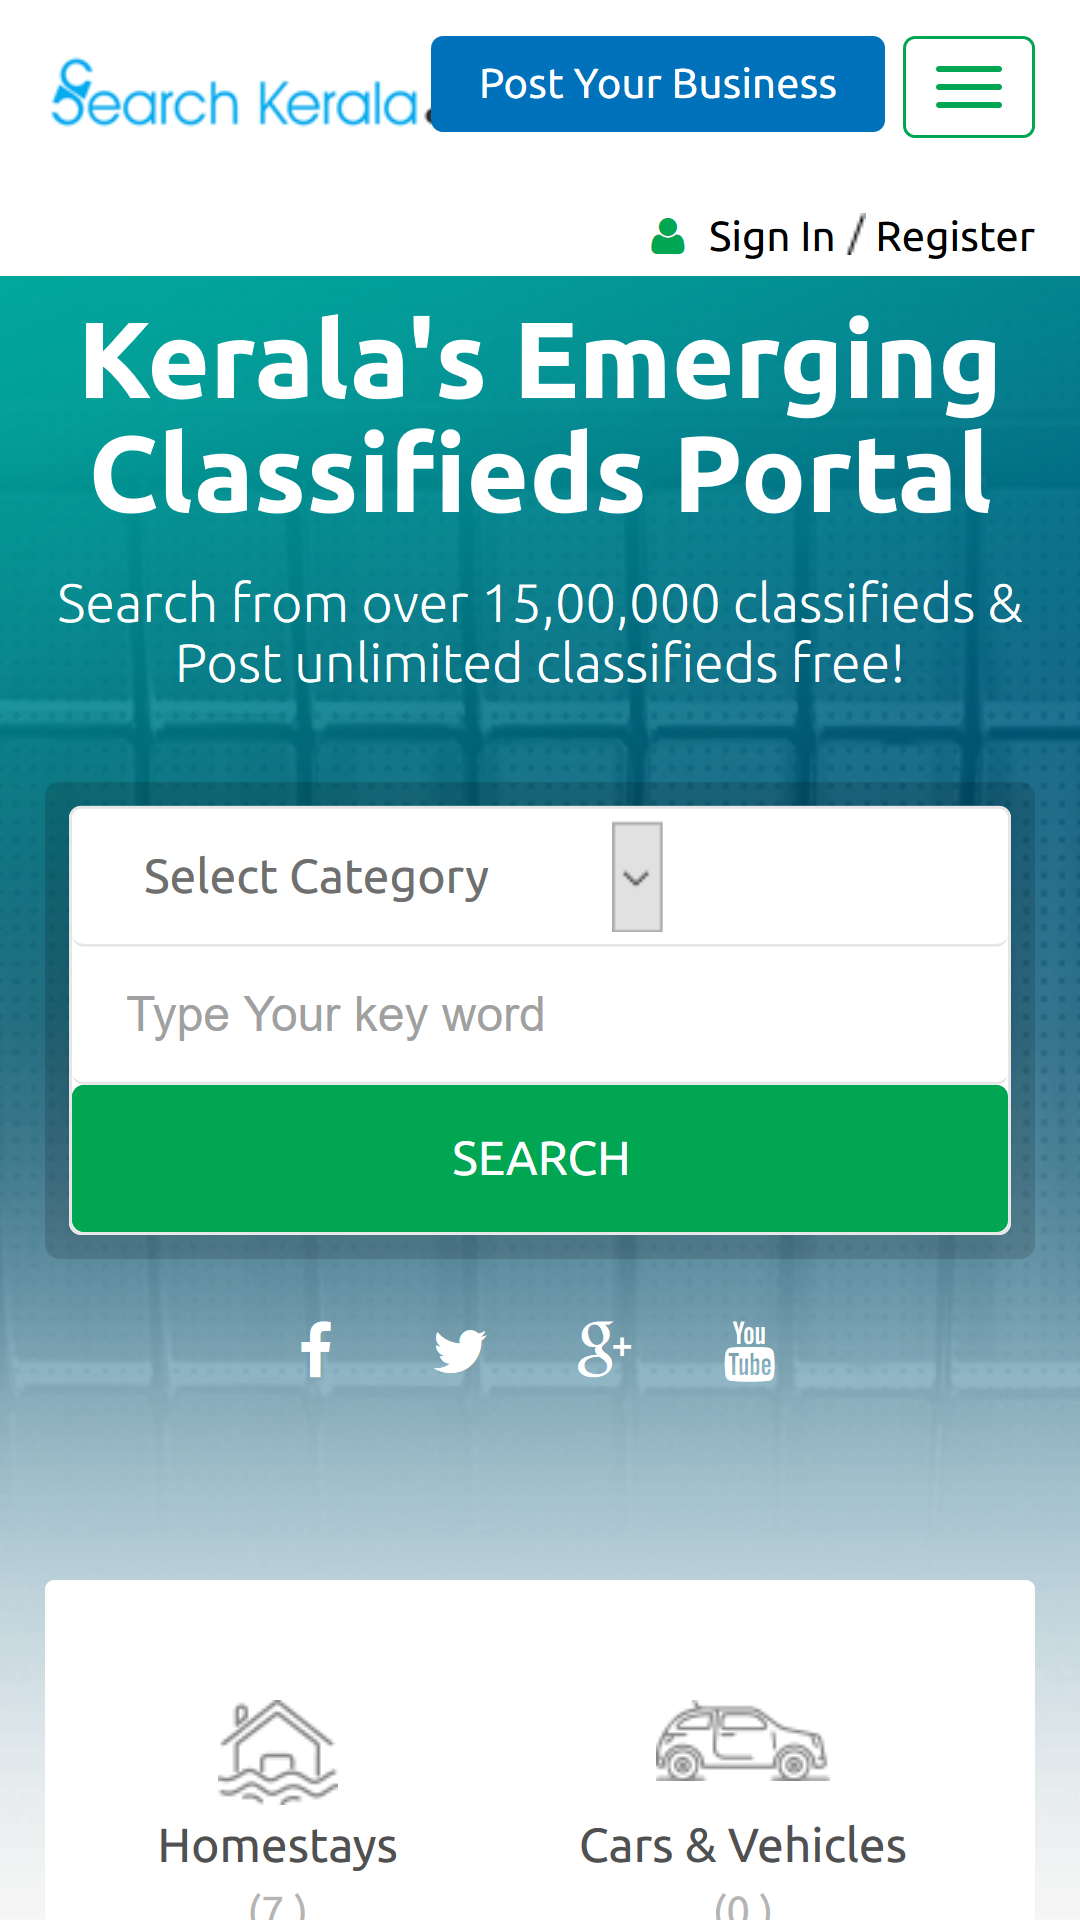 Search Kerala.
Post Your Business
Sign In / Register
Kerala's Emerging
Classifieds Portal
Search from over 15,00,000 classifieds &
Post unlimited classifieds free!
Select Category
Type Your key word
SEARCH
f g+ You Tube
Homestays Cars & Vehicles
(7 ) (0 )